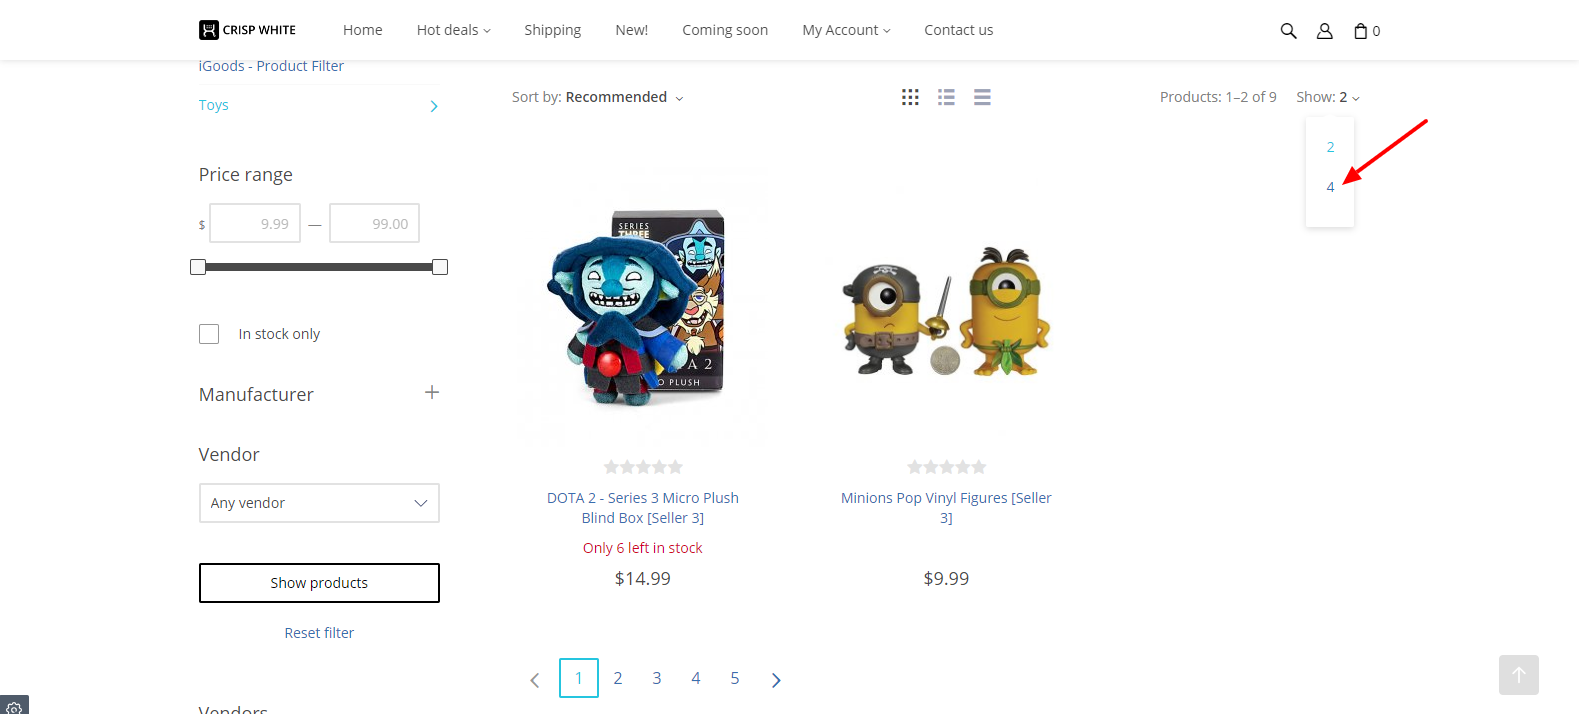 CRISP WHITE
Home
Hot deals
Shipping
New!
Coming soon
My Account
Contact us
0
iGoods - Product Filter
Toys
Sort by: Recommended
Products: 1–2 of 9
Show: 2
2
4
Price range
$
9.99
—
99.00
In stock only
Manufacturer
Vendor
Any vendor
Show products
Reset filter
Vendors
SERIES
THREE
A 2
O PLUSH
DOTA 2 - Series 3 Micro Plush
Blind Box [Seller 3]
Only 6 left in stock
$14.99
Minions Pop Vinyl Figures [Seller
3]
$9.99
1 2 3 4 5